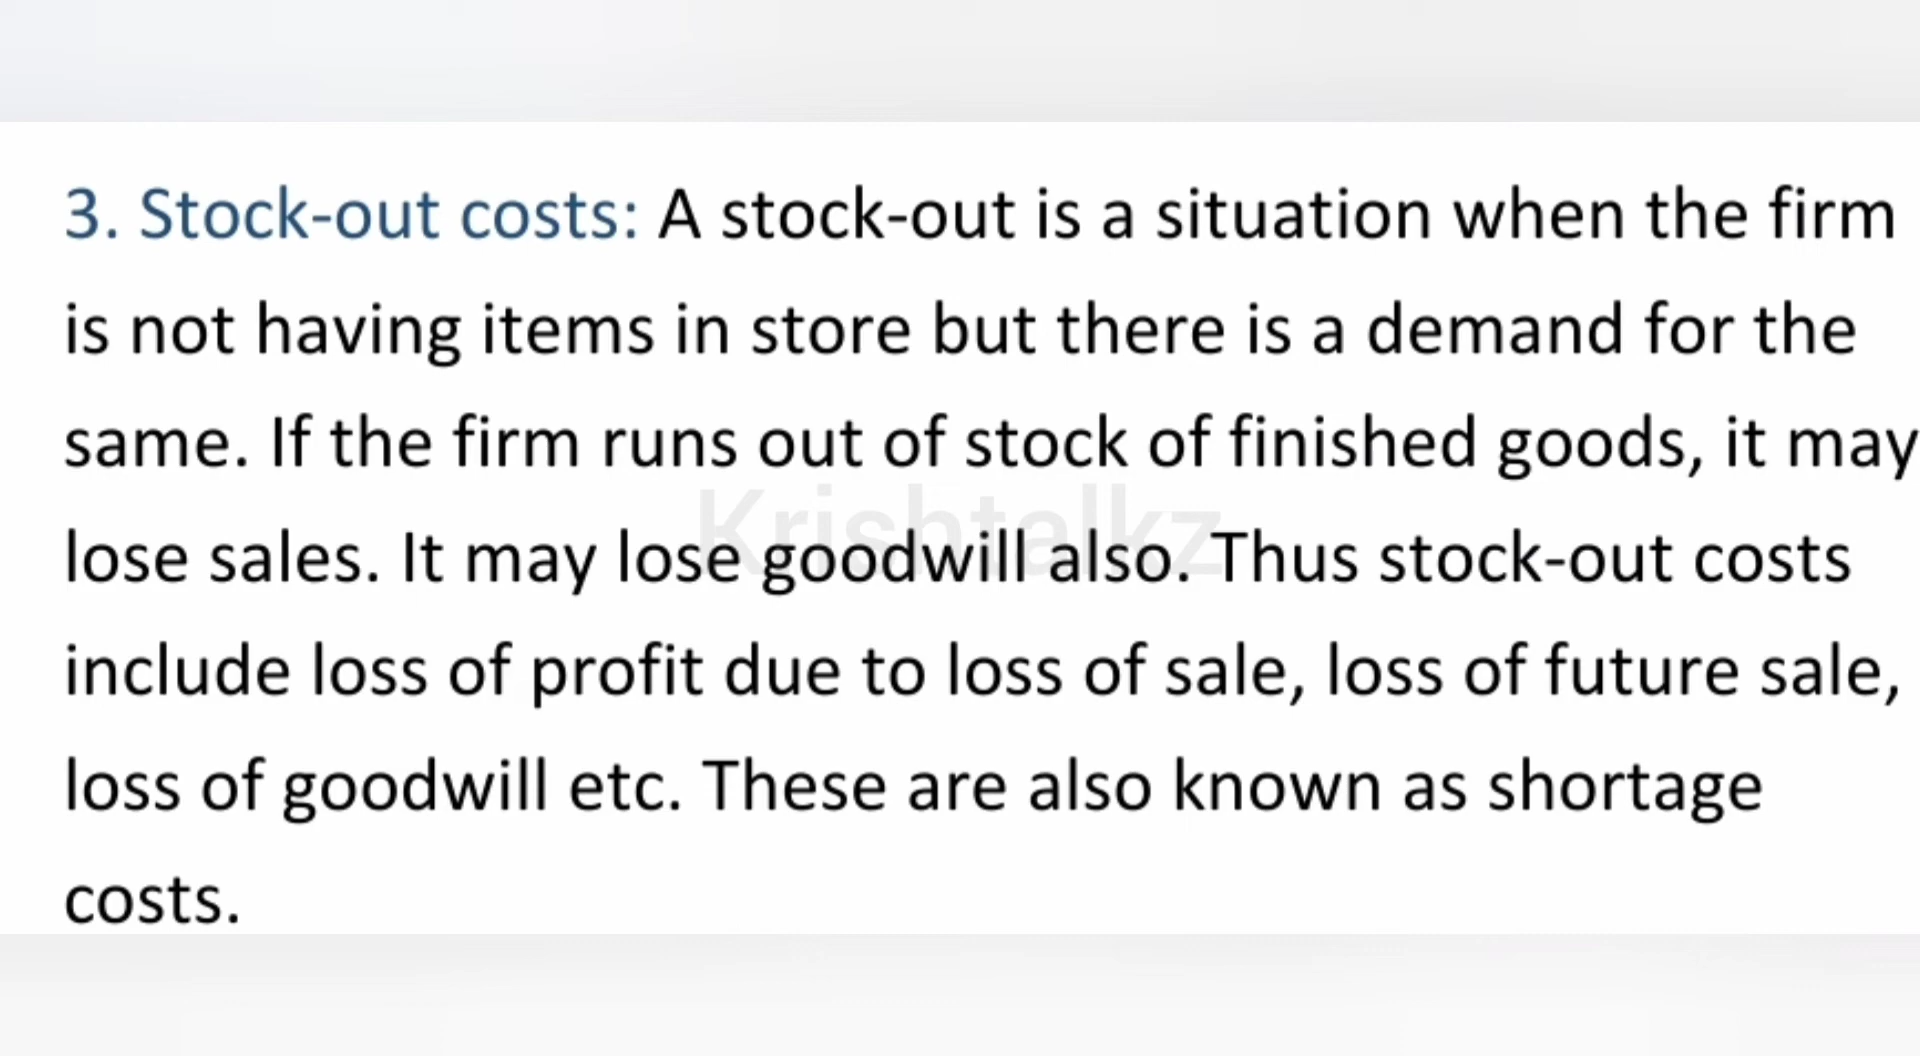 3. Stock-out costs: A stock-out is a situation when the firm
is not having items in store but there is a demand for the
same. If the firm runs out of stock of finished goods, it may
Krishtalkz
lose sales. It may lose goodwill also. Thus stock-out costs
include loss of profit due to loss of sale, loss of future sale,
loss of goodwill etc. These are also known as shortage
costs.